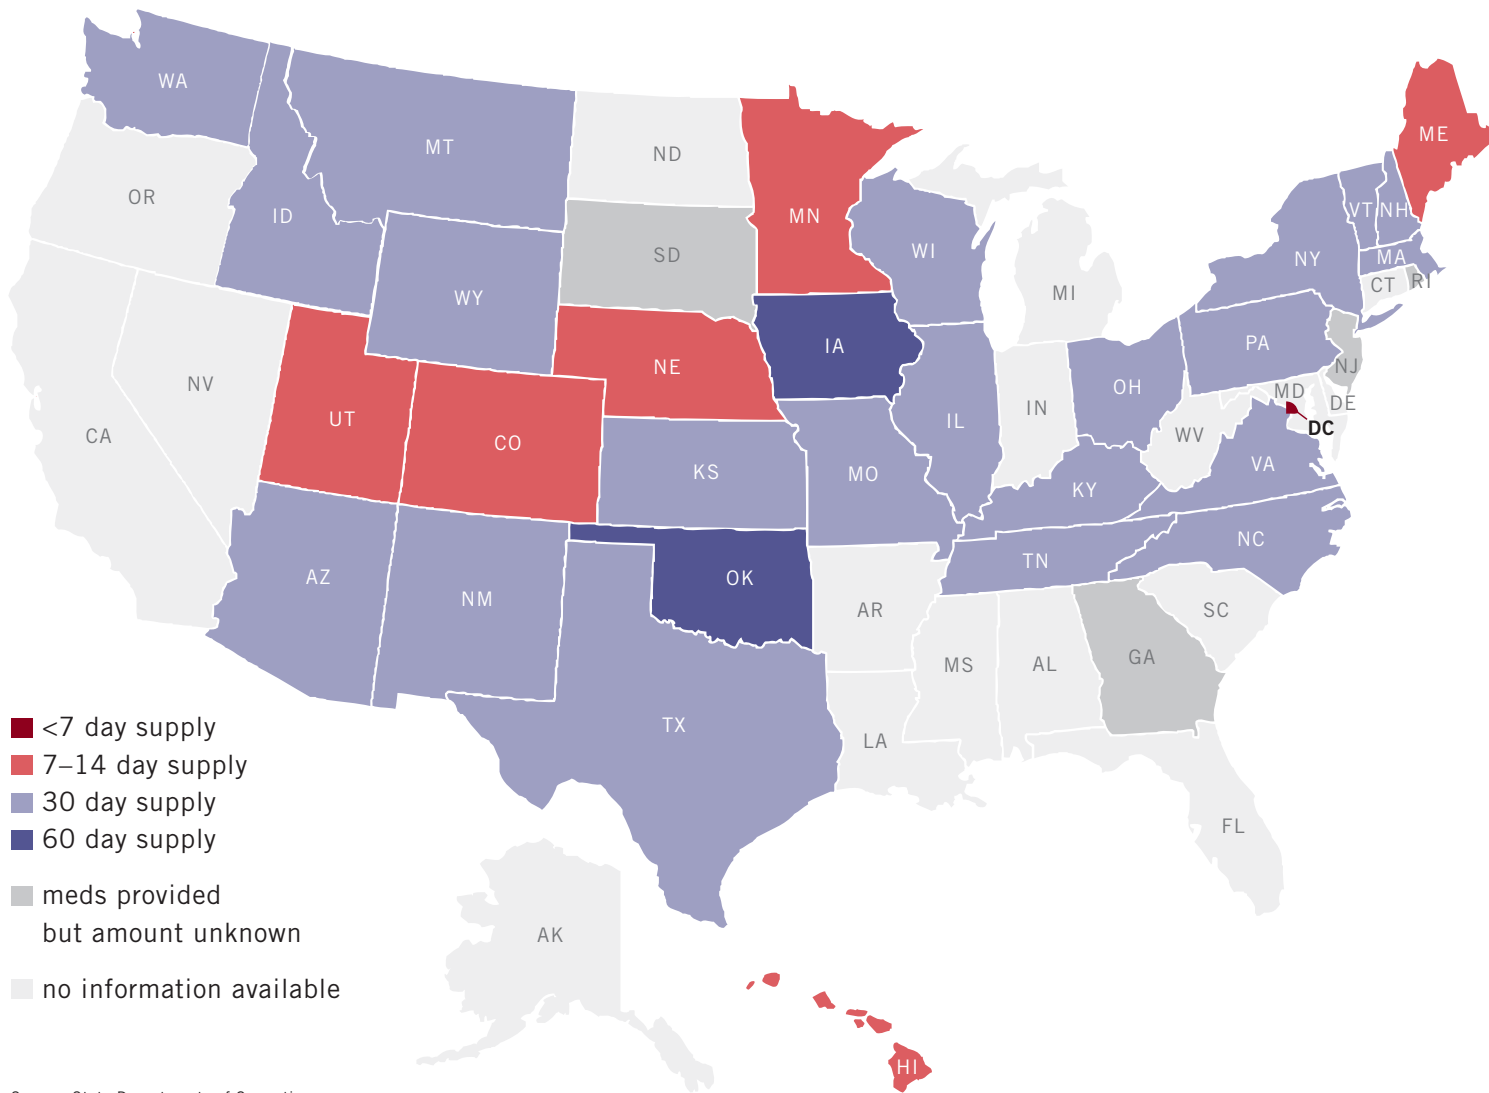 WA
MT
ND
ME
OR
ID
MN
VT
NH
SD
WI
NY
MA
WY
CT
RI
MI
IA
PA
NE
NJ
NV
OH
MD
DE
UT
IN
CA
CO
IL
WV
DC
KS
MO
VA
KY
NC
TN
AZ
OK
NM
AR
SC
MS
AL
GA
TX
LA
FL
AK
HI
<7 day supply
7–14 day supply
30 day supply
60 day supply
meds provided
but amount unknown
no information available